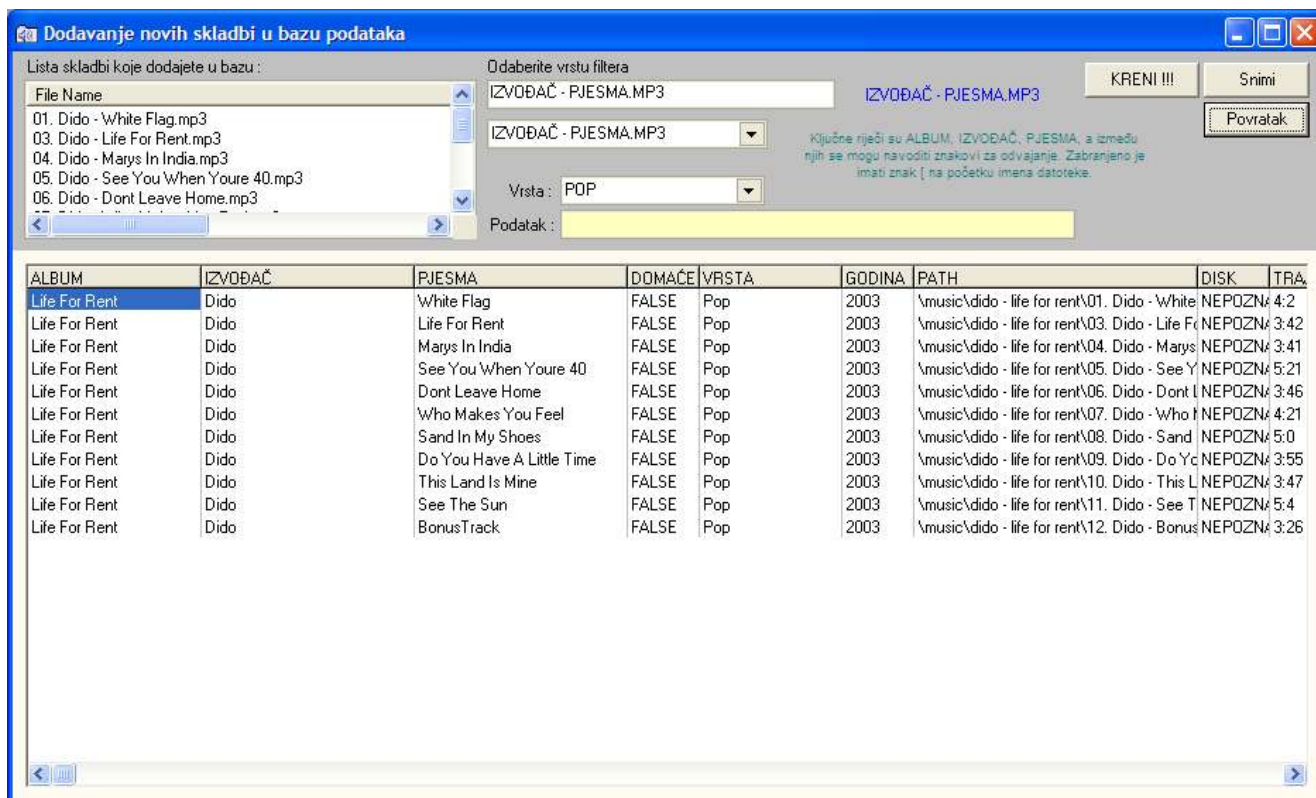 Dodavanje novih skladbi u bazu podataka
Lista skladbi koje dodajete u bazu :
File Name
01. Dido - White Flag.mp3
03. Dido - Life For Rent.mp3
04. Dido - Marys In India.mp3
05. Dido - See You When Youre 40.mp3
06. Dido - Dont Leave Home.mp3
Odaberite vrstu filtera
IZVOĐAČ - PJESMA.MP3
IZVOĐAČ - PJESMA.MP3
Vrsta : POP
Podatak :
IZVOĐAČ - PJESMA.MP3
Ključne riječi su ALBUM, IZVOĐAČ, PJESMA, a između
njih se mogu navoditi znakovi za odvajanje. Zabranjeno je
imati znak [ na početku imena datoteke.
KRENI !!! Snimi
Povratak
ALBUM IZVOĐAČ PJESMA DOMAĆE VRSTA GODINA PATH DISK TRA
Life For Rent Dido White Flag FALSE Pop 2003 \music\dido - life for rent\01. Dido - White NEPOZNA 4:2
Life For Rent Dido Life For Rent FALSE Pop 2003 \music\dido - life for rent\03. Dido - Life Fo NEPOZNA 3:42
Life For Rent Dido Marys In India FALSE Pop 2003 \music\dido - life for rent\04. Dido - Marys NEPOZNA 3:41
Life For Rent Dido See You When Youre 40 FALSE Pop 2003 \music\dido - life for rent\05. Dido - See Y NEPOZNA 5:21
Life For Rent Dido Dont Leave Home FALSE Pop 2003 \music\dido - life for rent\06. Dido - Dont L NEPOZNA 3:46
Life For Rent Dido Who Makes You Feel FALSE Pop 2003 \music\dido - life for rent\07. Dido - Who M NEPOZNA 4:21
Life For Rent Dido Sand In My Shoes FALSE Pop 2003 \music\dido - life for rent\08. Dido - Sand NEPOZNA 5:0
Life For Rent Dido Do You Have A Little Time FALSE Pop 2003 \music\dido - life for rent\09. Dido - Do Yo NEPOZNA 3:55
Life For Rent Dido This Land Is Mine FALSE Pop 2003 \music\dido - life for rent\10. Dido - This L NEPOZNA 3:47
Life For Rent Dido See The Sun FALSE Pop 2003 \music\dido - life for rent\11. Dido - See T NEPOZNA 5:4
Life For Rent Dido BonusTrack FALSE Pop 2003 \music\dido - life for rent\12. Dido - Bonus NEPOZNA 3:26